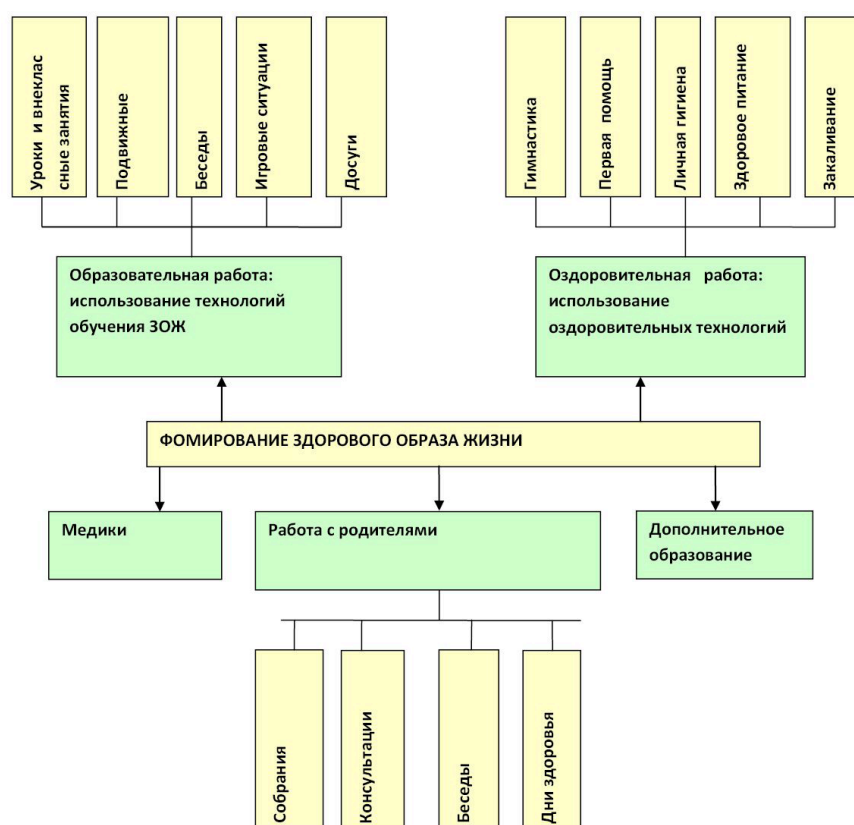 Уроки и внеклас
сные занятия
Подвижные
Беседы
Игровые ситуации
Досуги
Гимнастика
Первая помощь
Личная гигиена
Здоровое питание
Закаливание
Образовательная работа:
использование технологий
обучения ЗОЖ
Оздоровительная работа:
использование
оздоровительных технологий
ФОМИРОВАНИЕ ЗДОРОВОГО ОБРАЗА ЖИЗНИ
Медики
Работа с родителями
Дополнительное
образование
Собрания
Консультации
Беседы
Дни здоровья